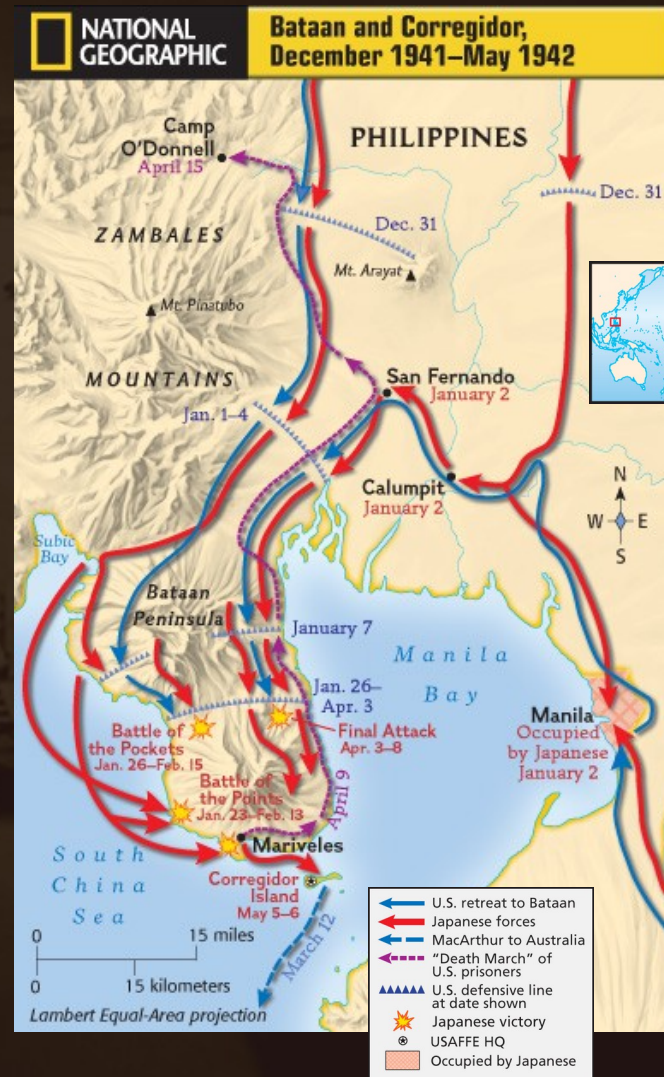 NATIONAL
GEOGRAPHIC
Bataan and Corregidor,
December 1941–May 1942
Camp
O'Donnell
April 15
PHILIPPINES
Dec. 31
ZAMBALES
Dec. 31
Mt. Arayat
Mt. Pinatubo
MOUNTAINS
San Fernando
January 2
Jan. 1–4
Calumpit
January 2
N
W
E
S
Subic
Bay
Bataan
Peninsula
January 7
Manila
Bay
Jan. 26–
Apr. 3
Battle of
the Pockets
Jan. 26–Feb. 15
Final Attack
Apr. 3–8
Manila
Occupied
by Japanese
January 2
Battle of
the Points
Jan. 23–Feb. 13
April 9
Mariveles
South
China
Sea
Corregidor
Island
May 5–6
March 12
0
15 miles
0
15 kilometers
Lambert Equal-Area projection
U.S. retreat to Bataan
Japanese forces
MacArthur to Australia
"Death March" of
U.S. prisoners
U.S. defensive line
at date shown
Japanese victory
USAFFE HQ
Occupied by Japanese